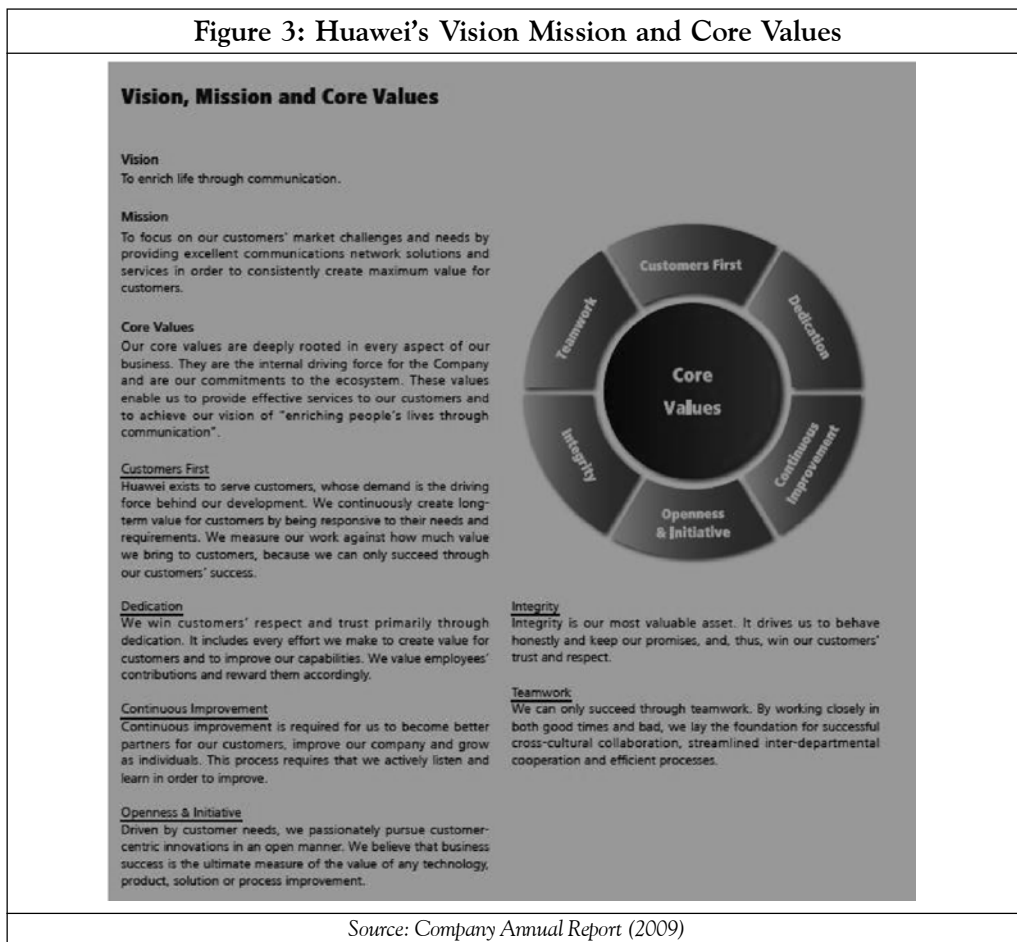 Figure 3: Huawei's Vision Mission and Core Values
Vision, Mission and Core Values
Vision
To enrich life through communication.
Mission
To focus on our customers' market challenges and needs by
providing excellent communications network solutions and
services in order to consistently create maximum value for
customers.
Core Values
Our core values are deeply rooted in every aspect of our
business. They are the internal driving force for the Company
and are our commitments to the ecosystem. These values
enable us to provide effective services to our customers and
to achieve our vision of "enriching people's lives through
communication".
Customers First
Huawei exists to serve customers, whose demand is the driving
force behind our development. We continuously create long-
term value for customers by being responsive to their needs and
requirements. We measure our work against how much value
we bring to customers, because we can only succeed through
our customers' success.
Dedication
We win customers' respect and trust primarily through
dedication. It includes every effort we make to create value for
customers and to improve our capabilities. We value employees'
contributions and reward them accordingly.
Continuous Improvement
Continuous improvement is required for us to become better
partners for our customers, improve our company and grow
as individuals. This process requires that we actively listen and
learn in order to improve.
Openness & Initiative
Driven by customer needs, we passionately pursue customer-
centric innovations in an open manner. We believe that business
success is the ultimate measure of the value of any technology,
product, solution or process improvement.
Customers First
Dedication
Continuous
Improvement
Openness
& Initiative
Integrity
Teamwork
Core
Values
Integrity
Integrity is our most valuable asset. It drives us to behave
honestly and keep our promises, and, thus, win our customers'
trust and respect.
Teamwork
We can only succeed through teamwork. By working closely in
both good times and bad, we lay the foundation for successful
cross-cultural collaboration, streamlined inter-departmental
cooperation and efficient processes.
Source: Company Annual Report (2009)